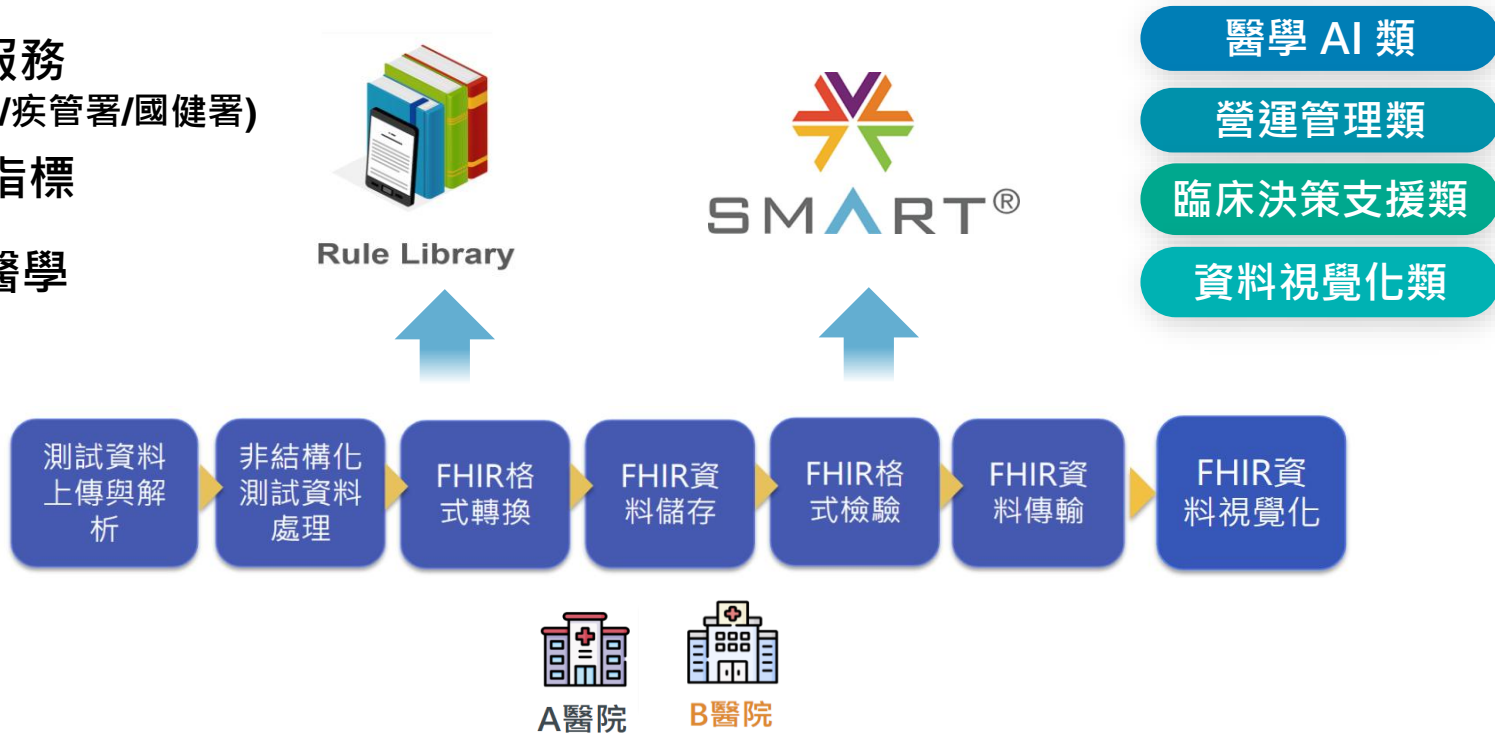 服務
/疾管署/國健署)
指標
醫學
Rule Library
SMART®
醫學 AI 類
營運管理類
臨床決策支援類
資料視覺化類
測試資料
上傳與解
析
非結構化
測試資料
處理
FHIR格
式轉換
FHIR資
料儲存
FHIR格
式檢驗
FHIR資
料傳輸
FHIR資
料視覺化
A醫院
B醫院